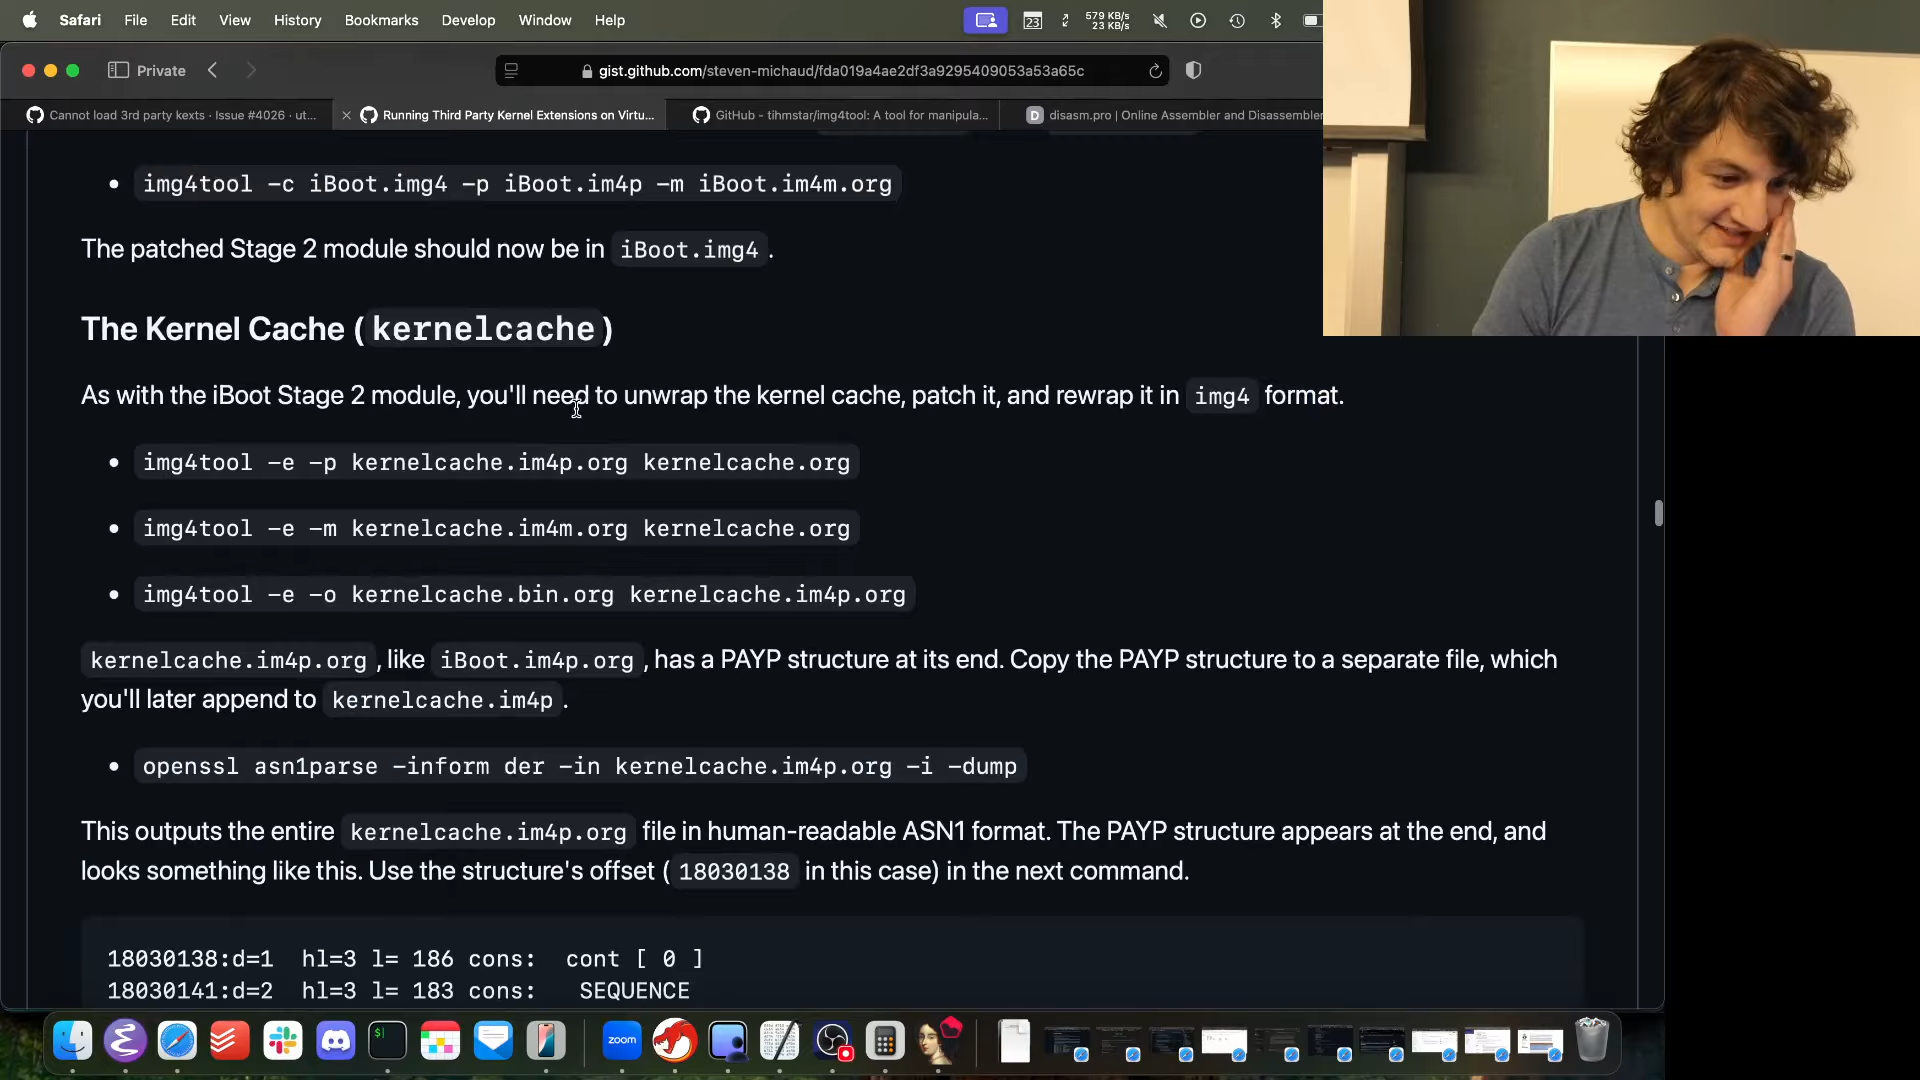 Safari File Edit View History Bookmarks Develop Window Help
23
579 KB/s
23 KB/s
Private
gist.github.com/steven-michaud/fda019a4ae2df3a9295409053a53a65c
Cannot load 3rd party kexts · Issue #4026 · ut...
Running Third Party Kernel Extensions on Virtu...
GitHub - tihmstar/img4tool: A tool for manipula...
D disasm.pro | Online Assembler and Disassembler
• img4tool -c iBoot.img4 -p iBoot.im4p -m iBoot.im4m.org
The patched Stage 2 module should now be in iBoot.img4.
The Kernel Cache (kernelcache)
As with the iBoot Stage 2 module, you'll need to unwrap the kernel cache, patch it, and rewrap it in img4 format.
• img4tool -e -p kernelcache.im4p.org kernelcache.org
• img4tool -e -m kernelcache.im4m.org kernelcache.org
• img4tool -e -o kernelcache.bin.org kernelcache.im4p.org
kernelcache.im4p.org, like iBoot.im4p.org, has a PAYP structure at its end. Copy the PAYP structure to a separate file, which
you'll later append to kernelcache.im4p.
• openssl asn1parse -inform der -in kernelcache.im4p.org -i -dump
This outputs the entire kernelcache.im4p.org file in human-readable ASN1 format. The PAYP structure appears at the end, and
looks something like this. Use the structure's offset (18030138 in this case) in the next command.
18030138:d=1 hl=3 l= 186 cons: cont [ 0 ]
18030141:d=2 hl=3 l= 183 cons: SEQUENCE
$
zoom